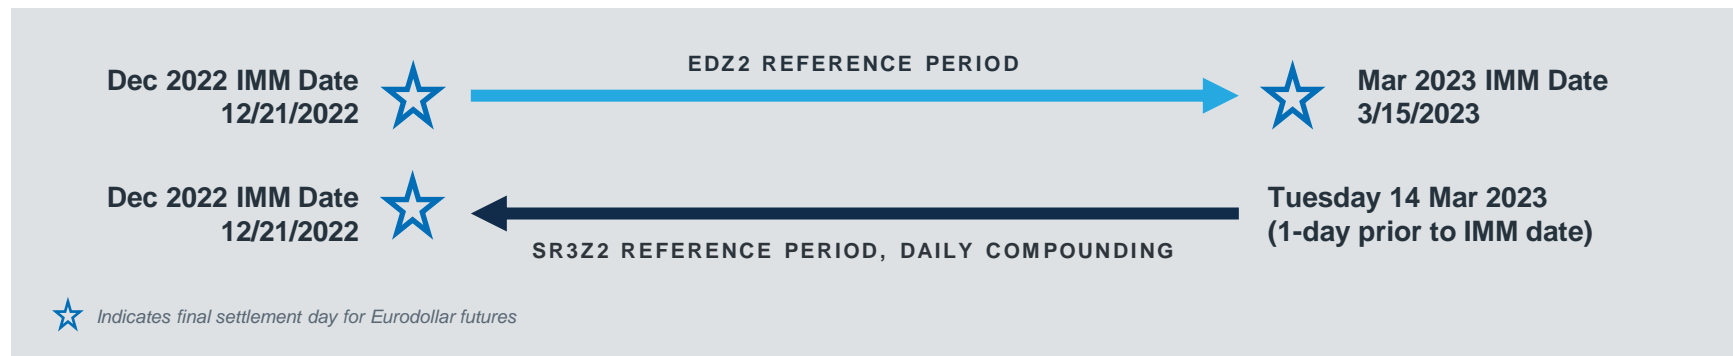 EDZ2 REFERENCE PERIOD
Dec 2022 IMM Date
12/21/2022
Mar 2023 IMM Date
3/15/2023
Dec 2022 IMM Date
12/21/2022
Tuesday 14 Mar 2023
(1-day prior to IMM date)
SR3Z2 REFERENCE PERIOD, DAILY COMPOUNDING
Indicates final settlement day for Eurodollar futures